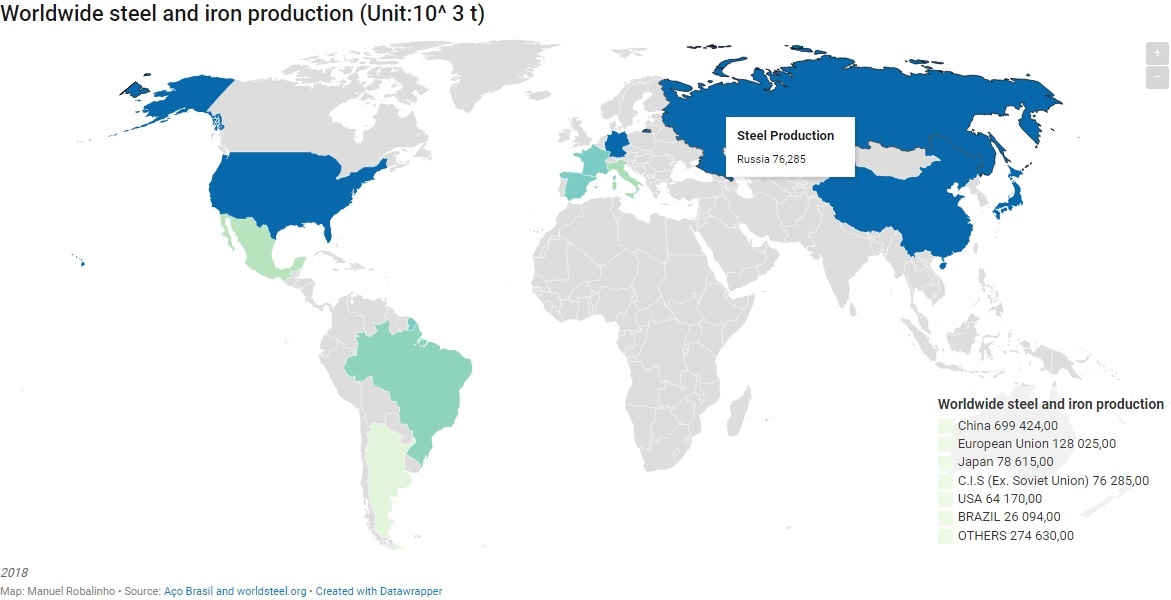 Worldwide steel and iron production (Unit:10^ 3 t)
+
−
Steel Production
Russia 76,285
Worldwide steel and iron production
China 699 424,00
European Union 128 025,00
Japan 78 615,00
C.I.S (Ex. Soviet Union) 76 285,00
USA 64 170,00
BRAZIL 26 094,00
OTHERS 274 630,00
2018
Map: Manuel Robalinho • Source: Aço Brasil and worldsteel.org • Created with Datawrapper